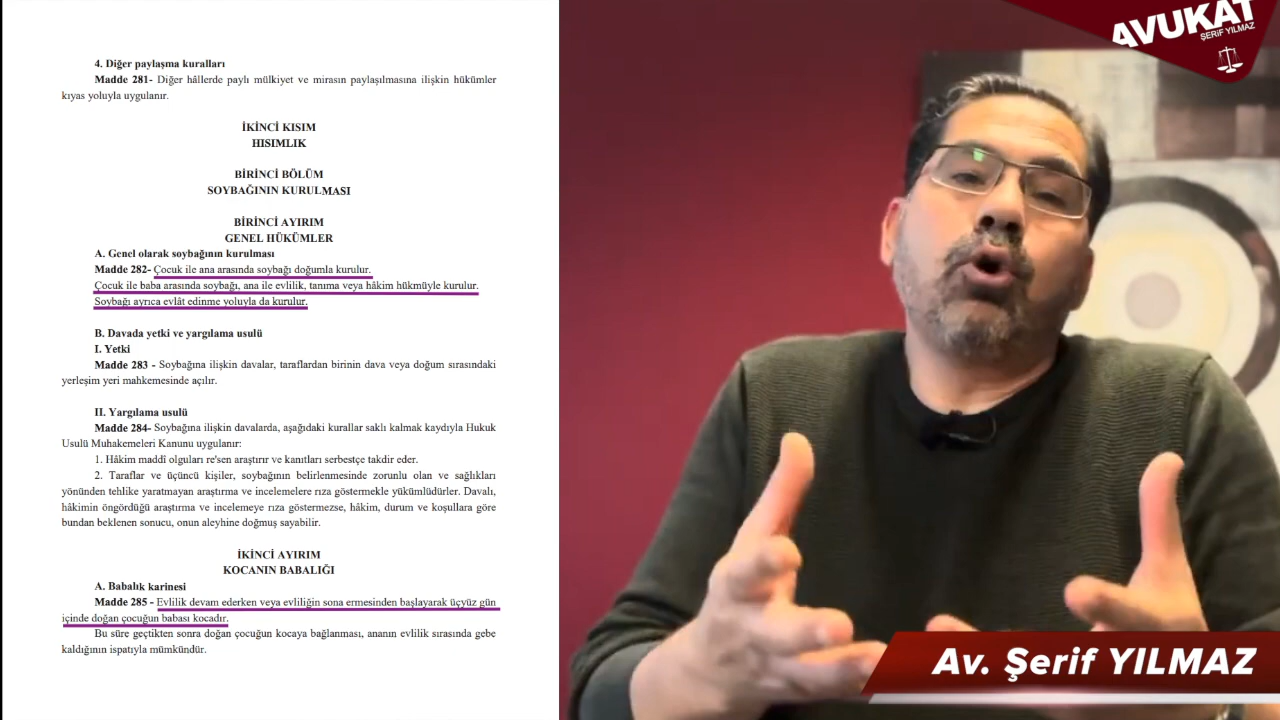 4. Diğer paylaşma kuralları
Madde 281- Diğer hâllerde paylı mülkiyet ve mirasın paylaşılmasına ilişkin hükümler
kıyas yoluyla uygulanır.
İKİNCİ KISIM
HISIMLIK
BİRİNCİ BÖLÜM
SOYBAĞININ KURULMASI
BİRİNCİ AYIRIM
GENEL HÜKÜMLER
A. Genel olarak soybağının kurulması
Madde 282- Çocuk ile ana arasında soybağı doğumla kurulur.
Çocuk ile baba arasında soybağı, ana ile evlilik, tanıma veya hâkim hükmüyle kurulur.
Soybağı ayrıca evlât edinme yoluyla da kurulur.
B. Davada yetki ve yargılama usulü
I. Yetki
Madde 283 - Soybağına ilişkin davalar, taraflardan birinin dava veya doğum sırasındaki
yerleşim yeri mahkemesinde açılır.
II. Yargılama usulü
Madde 284- Soybağına ilişkin davalarda, aşağıdaki kurallar saklı kalmak kaydıyla Hukuk
Usulü Muhakemeleri Kanunu uygulanır:
1. Hâkim maddî olguları re'sen araştırır ve kanıtları serbestçe takdir eder.
2. Taraflar ve üçüncü kişiler, soybağının belirlenmesinde zorunlu olan ve sağlıkları
yönünden tehlike yaratmayan araştırma ve incelemelere rıza göstermekle yükümlüdürler. Davalı,
hâkimin öngördüğü araştırma ve incelemeye rıza göstermezse, hâkim, durum ve koşullara göre
bundan beklenen sonucu, onun aleyhine doğmuş sayabilir.
İKİNCİ AYIRIM
KOCANIN BABALIĞI
A. Babalık karinesi
Madde 285 - Evlilik devam ederken veya evliliğin sona ermesinden başlayarak üçyüz gün
içinde doğan çocuğun babası kocadır.
Bu süre geçtikten sonra doğan çocuğun kocaya bağlanması, ananın evlilik sırasında gebe
kaldığının ispatıyla mümkündür.
AVUKAT
ŞERİF YILMAZ
Av. Şerif YILMAZ